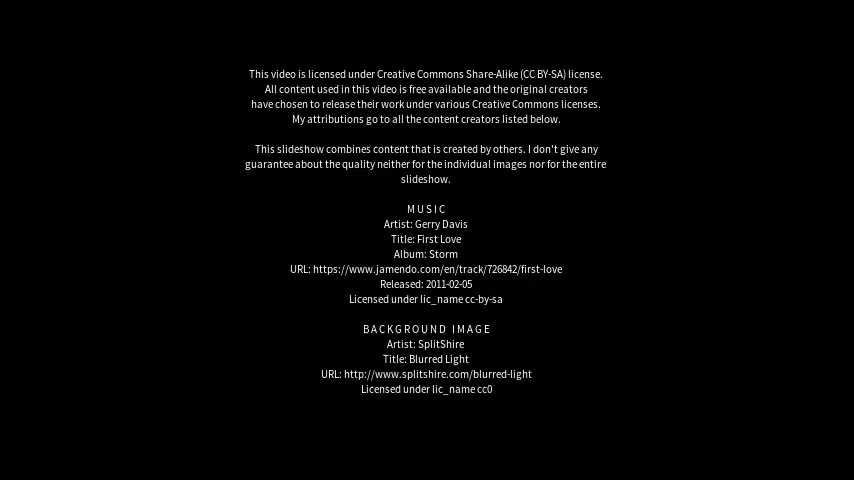 This video is licensed under Creative Commons Share-Alike (CC BY-SA) license.
All content used in this video is free available and the original creators
have chosen to release their work under various Creative Commons licenses.
My attributions go to all the content creators listed below.
This slideshow combines content that is created by others. I don't give any
guarantee about the quality neither for the individual images nor for the entire
slideshow.
MUSIC
Artist: Gerry Davis
Title: First Love
Album: Storm
URL: https://www.jamendo.com/en/track/726842/first-love
Released: 2011-02-05
Licensed under lic_name cc-by-sa
BACKGROUND IMAGE
Artist: SplitShire
Title: Blurred Light
URL: http://www.splitshire.com/blurred-light
Licensed under lic_name cc0